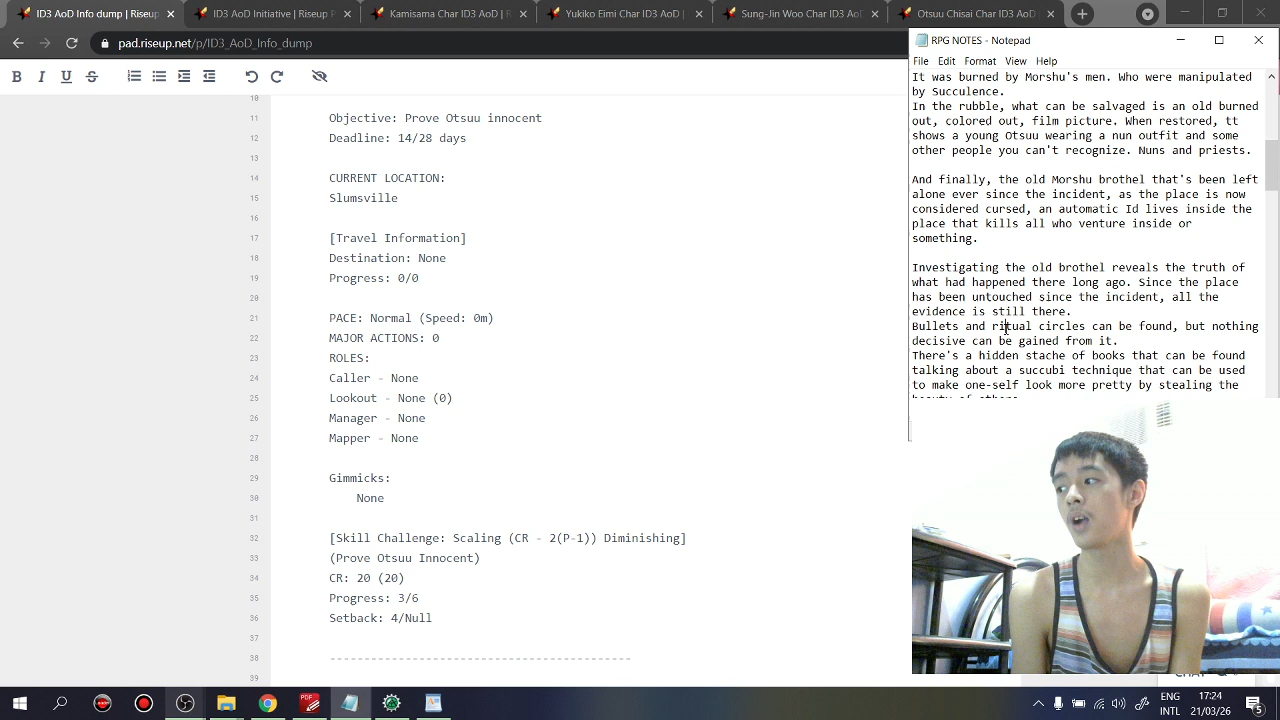 ID3 AoD Info dump | Riseup
ID3 AoD Initiative | Riseup P
Kamisama Char ID3 AoD | R
Yukiko Eimi Char ID3 AoD |
Sung-Jin Woo Char ID3 AoD
Otsuu Chisai Char ID3 AoD |
pad.riseup.net/p/ID3_AoD_Info_dump
B I U S
10
11 Objective: Prove Otsuu innocent
12 Deadline: 14/28 days
13
14 CURRENT LOCATION:
15 Slumsville
16
17 [Travel Information]
18 Destination: None
19 Progress: 0/0
20
21 PACE: Normal (Speed: 0m)
22 MAJOR ACTIONS: 0
23 ROLES:
24 Caller - None
25 Lookout - None (0)
26 Manager - None
27 Mapper - None
28
29 Gimmicks:
30 None
31
32 [Skill Challenge: Scaling (CR - 2(P-1)) Diminishing]
33 (Prove Otsuu Innocent)
34 CR: 20 (20)
35 Progress: 3/6
36 Setback: 4/Null
37
38 --------------------------------------------
39
RPG NOTES - Notepad
File Edit Format View Help
It was burned by Morshu's men. Who were manipulated
by Succulence.
In the rubble, what can be salvaged is an old burned
out, colored out, film picture. When restored, tt
shows a young Otsuu wearing a nun outfit and some
other people you can't recognize. Nuns and priests.
And finally, the old Morshu brothel that's been left
alone ever since the incident, as the place is now
considered cursed, an automatic Id lives inside the
place that kills all who venture inside or
something.
Investigating the old brothel reveals the truth of
what had happened there long ago. Since the place
has been untouched since the incident, all the
evidence is still there.
Bullets and ritual circles can be found, but nothing
decisive can be gained from it.
There's a hidden stache of books that can be found
talking about a succubi technique that can be used
to make one-self look more pretty by stealing the
beauty of others
PDF
ENG
INTL
17:24
21/03/26
5